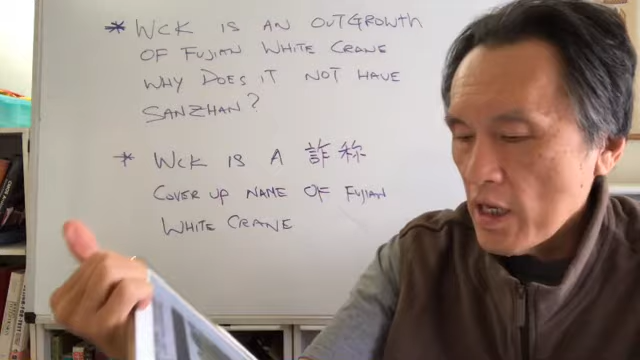 * WCK IS AN OUTGROWTH
OF FUJIAN WHITE CRANE
WHY DOES IT NOT HAVE
SANZHAN?
* WCK IS A 詐称
COVER UP NAME OF FUJIAN
WHITE CRANE